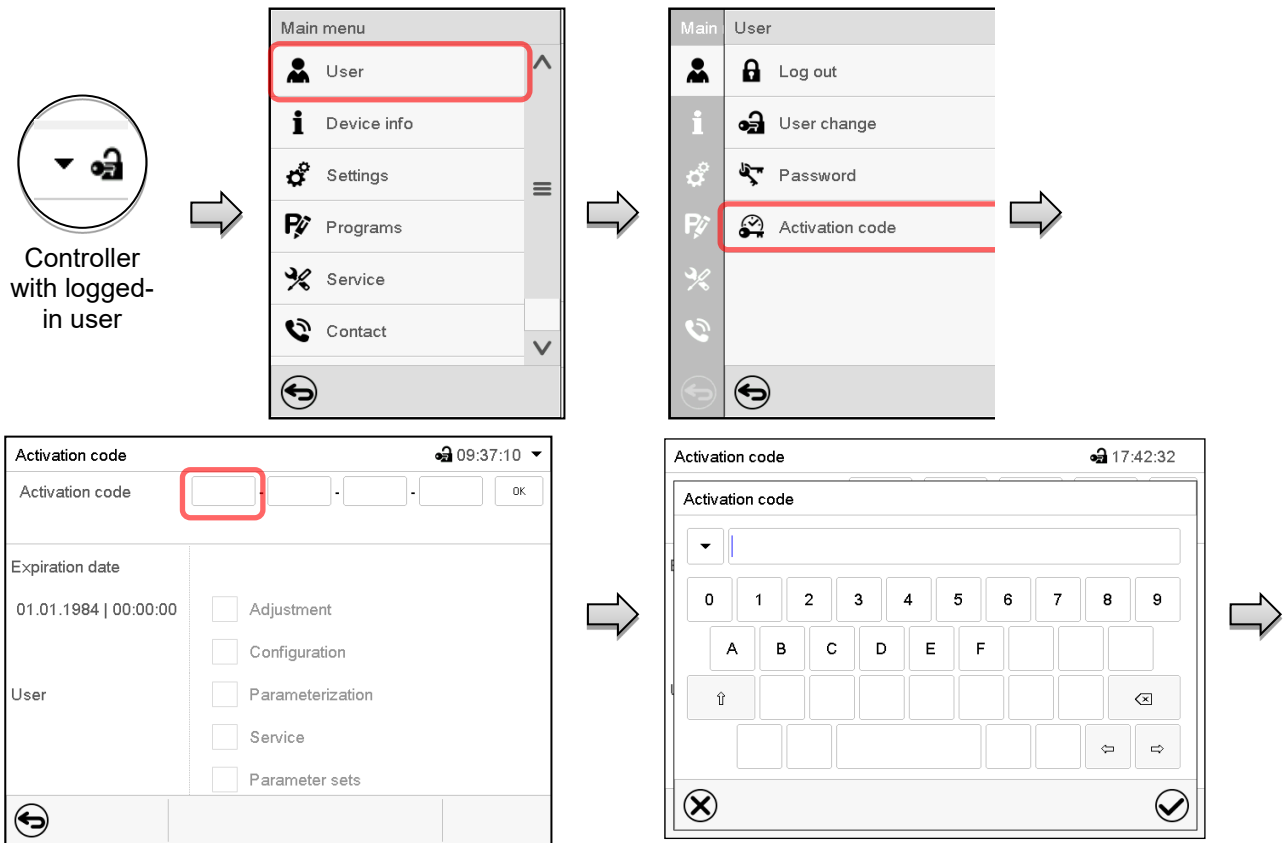 Main menu
User
Device info
Settings
Programs
Service
Contact
Controller
with logged-
in user
Main
User
Log out
User change
Password
Activation code
Activation code
09:37:10
Activation code
- - - OK
Expiration date
01.01.1984 | 00:00:00
Adjustment
Configuration
User
Parameterization
Service
Parameter sets
Activation code
17:42:32
Activation code
0 1 2 3 4 5 6 7 8 9
A B C D E F